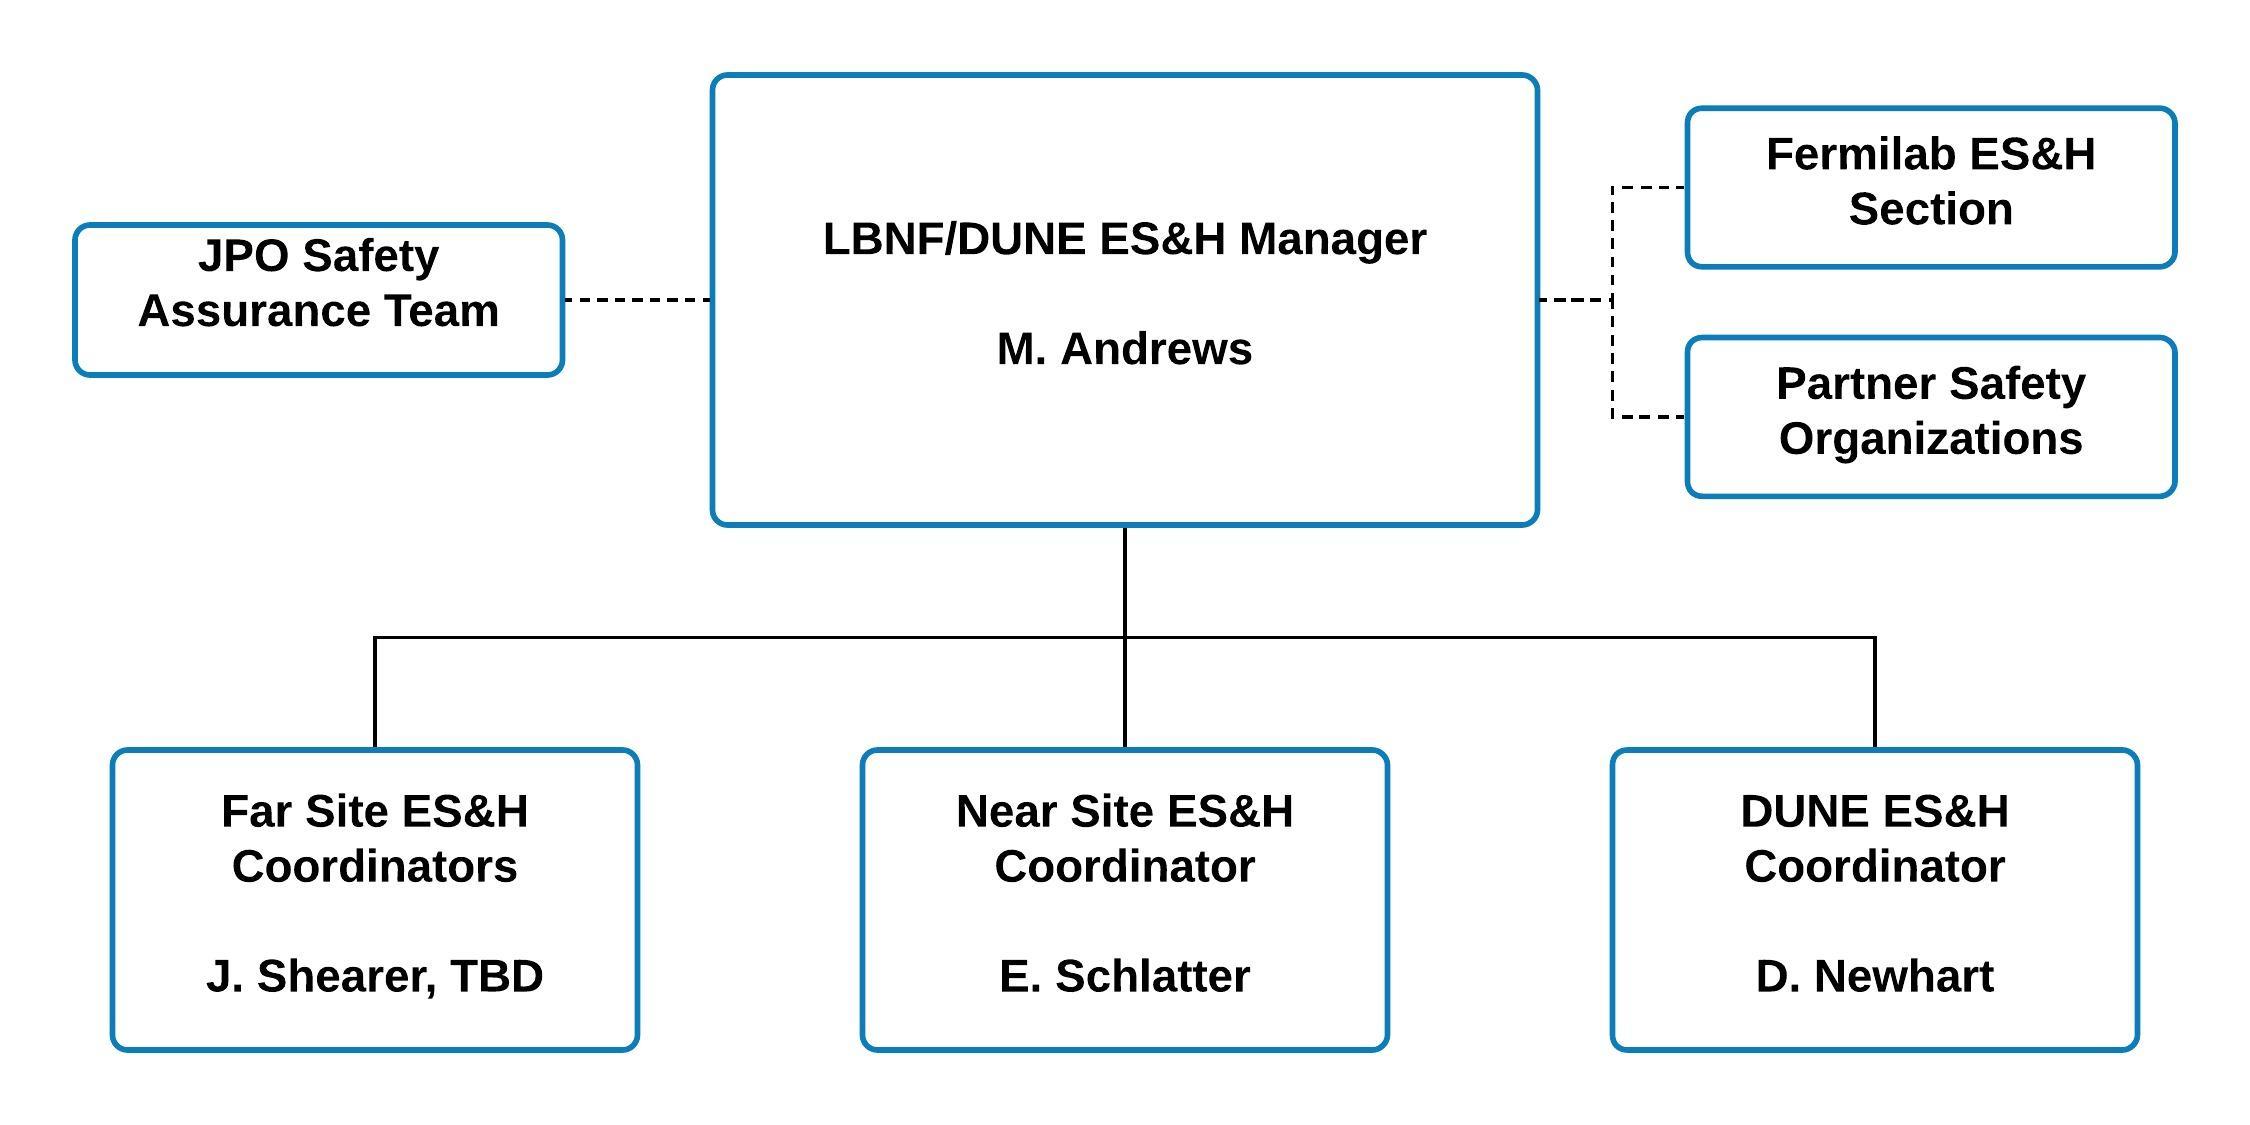 JPO Safety
Assurance Team
LBNF/DUNE ES&H Manager
M. Andrews
Fermilab ES&H
Section
Partner Safety
Organizations
Far Site ES&H
Coordinators
J. Shearer, TBD
Near Site ES&H
Coordinator
E. Schlatter
DUNE ES&H
Coordinator
D. Newhart